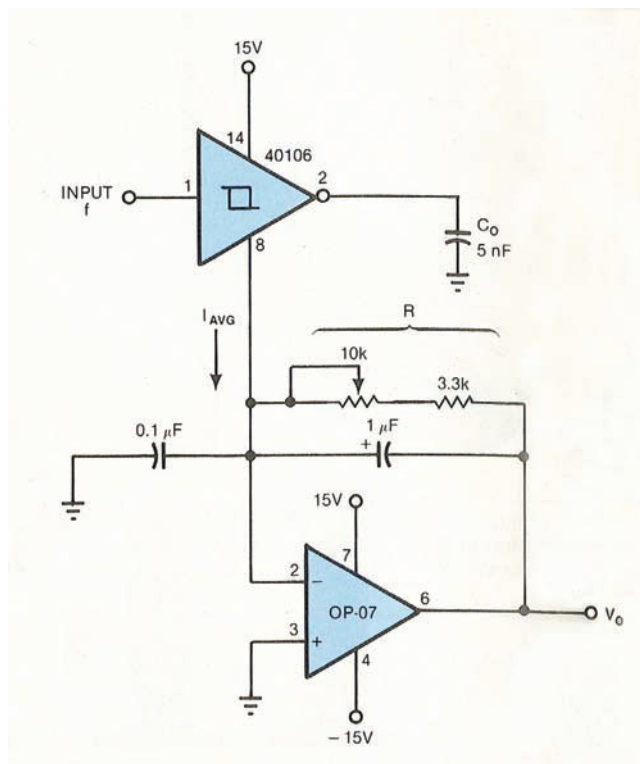 15V
14
40106
INPUT
f
1
2
8
C₀
5 nF
I_AVG
R
10k
3.3k
0.1 µF
+
1 µF
15V
7
2
−
OP-07
6
3
+
4
V₀
− 15V